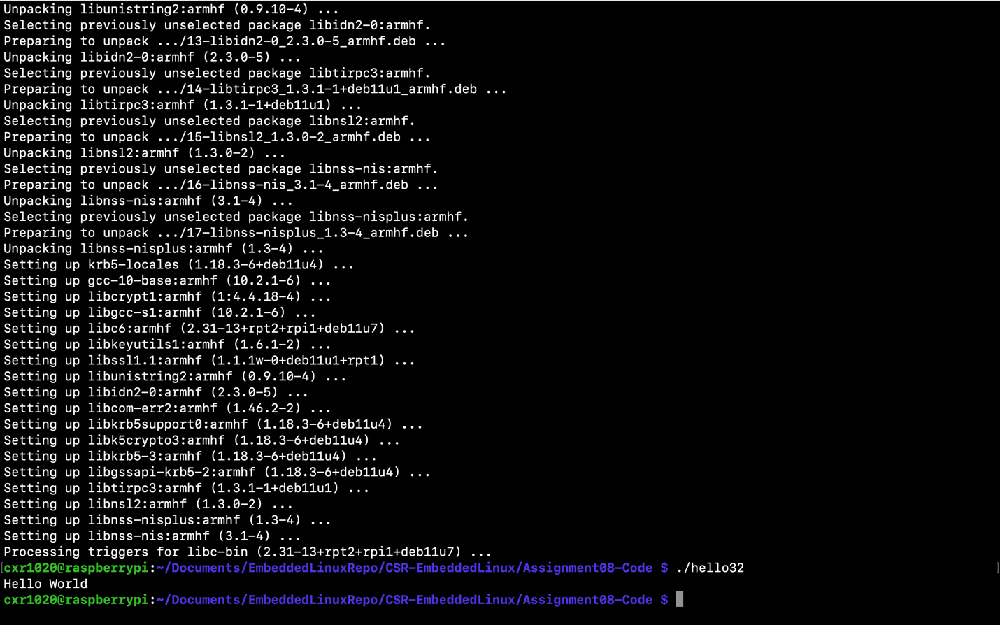 Unpacking libunistring2:armhf (0.9.10-4) ...
Selecting previously unselected package libidn2-0:armhf.
Preparing to unpack .../13-libidn2-0_2.3.0-5_armhf.deb ...
Unpacking libidn2-0:armhf (2.3.0-5) ...
Selecting previously unselected package libtirpc3:armhf.
Preparing to unpack .../14-libtirpc3_1.3.1-1+deb11u1_armhf.deb ...
Unpacking libtirpc3:armhf (1.3.1-1+deb11u1) ...
Selecting previously unselected package libnsl2:armhf.
Preparing to unpack .../15-libnsl2_1.3.0-2_armhf.deb ...
Unpacking libnsl2:armhf (1.3.0-2) ...
Selecting previously unselected package libnss-nis:armhf.
Preparing to unpack .../16-libnss-nis_3.1-4_armhf.deb ...
Unpacking libnss-nis:armhf (3.1-4) ...
Selecting previously unselected package libnss-nisplus:armhf.
Preparing to unpack .../17-libnss-nisplus_1.3-4_armhf.deb ...
Unpacking libnss-nisplus:armhf (1.3-4) ...
Setting up krb5-locales (1.18.3-6+deb11u4) ...
Setting up gcc-10-base:armhf (10.2.1-6) ...
Setting up libcrypt1:armhf (1:4.4.18-4) ...
Setting up libgcc-s1:armhf (10.2.1-6) ...
Setting up libc6:armhf (2.31-13+rpt2+rpi1+deb11u7) ...
Setting up libkeyutils1:armhf (1.6.1-2) ...
Setting up libssl1.1:armhf (1.1.1w-0+deb11u1+rpt1) ...
Setting up libunistring2:armhf (0.9.10-4) ...
Setting up libidn2-0:armhf (2.3.0-5) ...
Setting up libcom-err2:armhf (1.46.2-2) ...
Setting up libkrb5support0:armhf (1.18.3-6+deb11u4) ...
Setting up libk5crypto3:armhf (1.18.3-6+deb11u4) ...
Setting up libkrb5-3:armhf (1.18.3-6+deb11u4) ...
Setting up libgssapi-krb5-2:armhf (1.18.3-6+deb11u4) ...
Setting up libtirpc3:armhf (1.3.1-1+deb11u1) ...
Setting up libnsl2:armhf (1.3.0-2) ...
Setting up libnss-nisplus:armhf (1.3-4) ...
Setting up libnss-nis:armhf (3.1-4) ...
Processing triggers for libc-bin (2.31-13+rpt2+rpi1+deb11u7) ...
[cxr1020@raspberrypi:~/Documents/EmbeddedLinuxRepo/CSR-EmbeddedLinux/Assignment08-Code $ ./hello32 ]
Hello World
cxr1020@raspberrypi:~/Documents/EmbeddedLinuxRepo/CSR-EmbeddedLinux/Assignment08-Code $